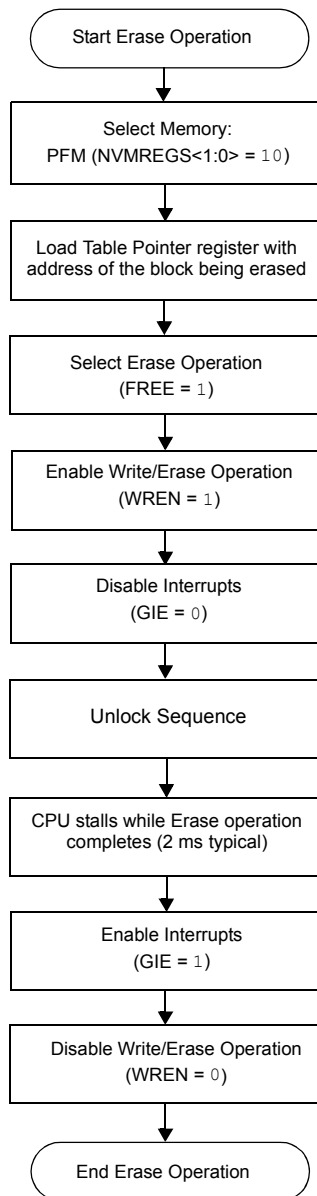 Start Erase Operation
Select Memory:
PFM (NVMREGS<1:0> = 10)
Load Table Pointer register with
address of the block being erased
Select Erase Operation
(FREE = 1)
Enable Write/Erase Operation
(WREN = 1)
Disable Interrupts
(GIE = 0)
Unlock Sequence
CPU stalls while Erase operation
completes (2 ms typical)
Enable Interrupts
(GIE = 1)
Disable Write/Erase Operation
(WREN = 0)
End Erase Operation